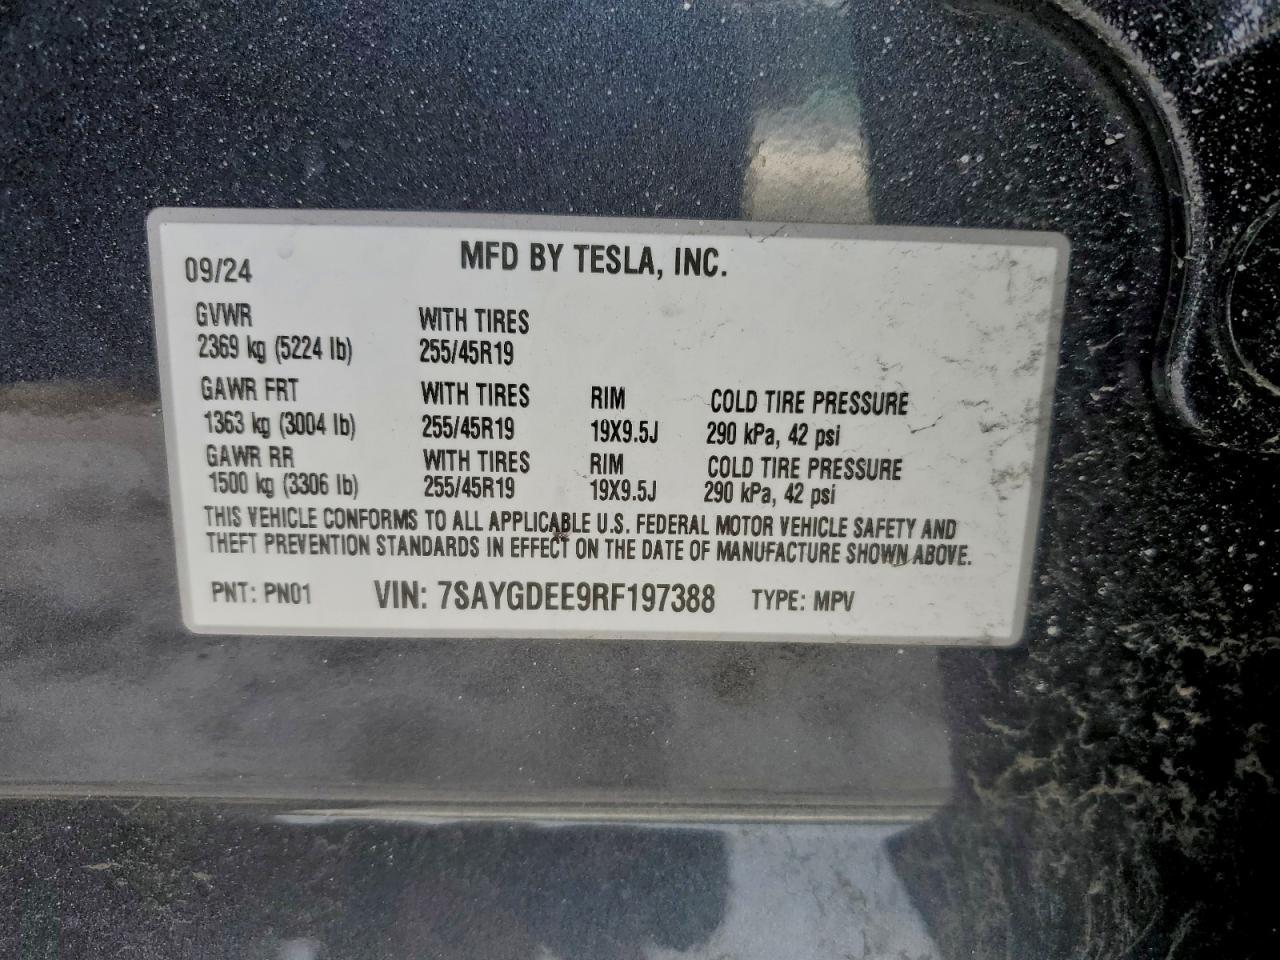 MFD BY TESLA, INC.
09/24
GVWR WITH TIRES
2369 kg (5224 lb) 255/45R19
GAWR FRT WITH TIRES RIM COLD TIRE PRESSURE
1363 kg (3004 lb) 255/45R19 19X9.5J 290 kPa, 42 psi
GAWR RR WITH TIRES RIM COLD TIRE PRESSURE
1500 kg (3306 lb) 255/45R19 19X9.5J 290 kPa, 42 psi
THIS VEHICLE CONFORMS TO ALL APPLICABLE U.S. FEDERAL MOTOR VEHICLE SAFETY AND
THEFT PREVENTION STANDARDS IN EFFECT ON THE DATE OF MANUFACTURE SHOWN ABOVE.
PNT: PN01 VIN: 7SAYGDEE9RF197388 TYPE: MPV